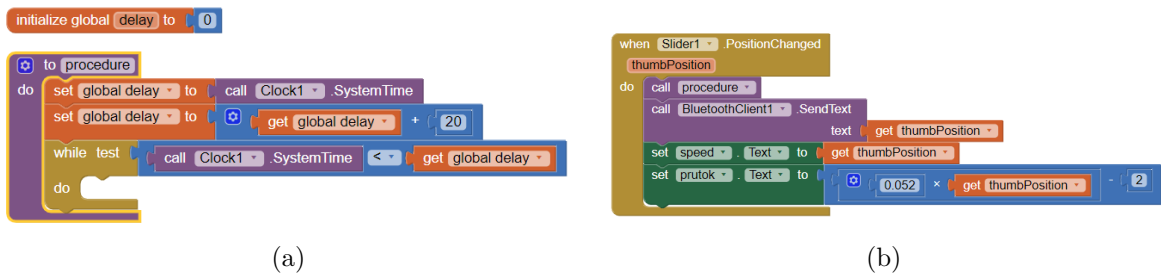 initialize global delay to 0
to procedure
do set global delay to call Clock1 .SystemTime
set global delay to get global delay + 20
while test call Clock1 .SystemTime < get global delay
do
(a)
when Slider1 .PositionChanged
thumbPosition
do call procedure
call BluetoothClient1 .SendText
text get thumbPosition
set speed . Text to get thumbPosition
set prutok . Text to 0.052 × get thumbPosition - 2
(b)